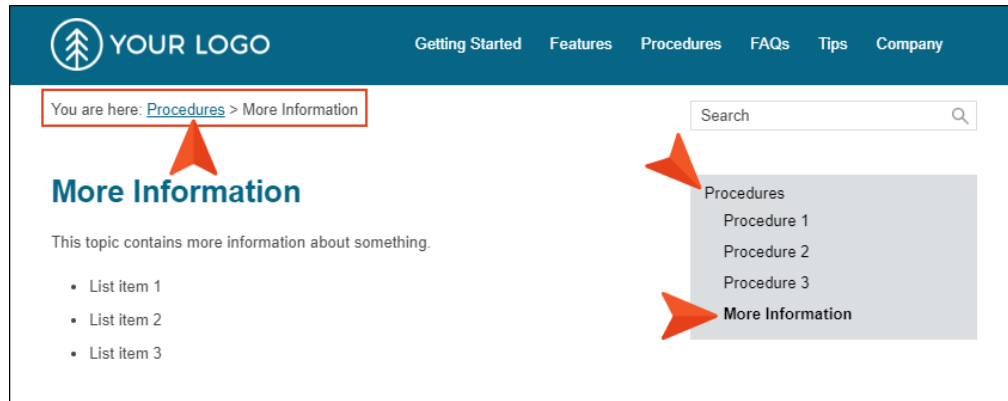 YOUR LOGO
Getting Started Features Procedures FAQs Tips Company
You are here: Procedures > More Information
Search
More Information
This topic contains more information about something.
• List item 1
• List item 2
• List item 3
Procedures
Procedure 1
Procedure 2
Procedure 3
More Information